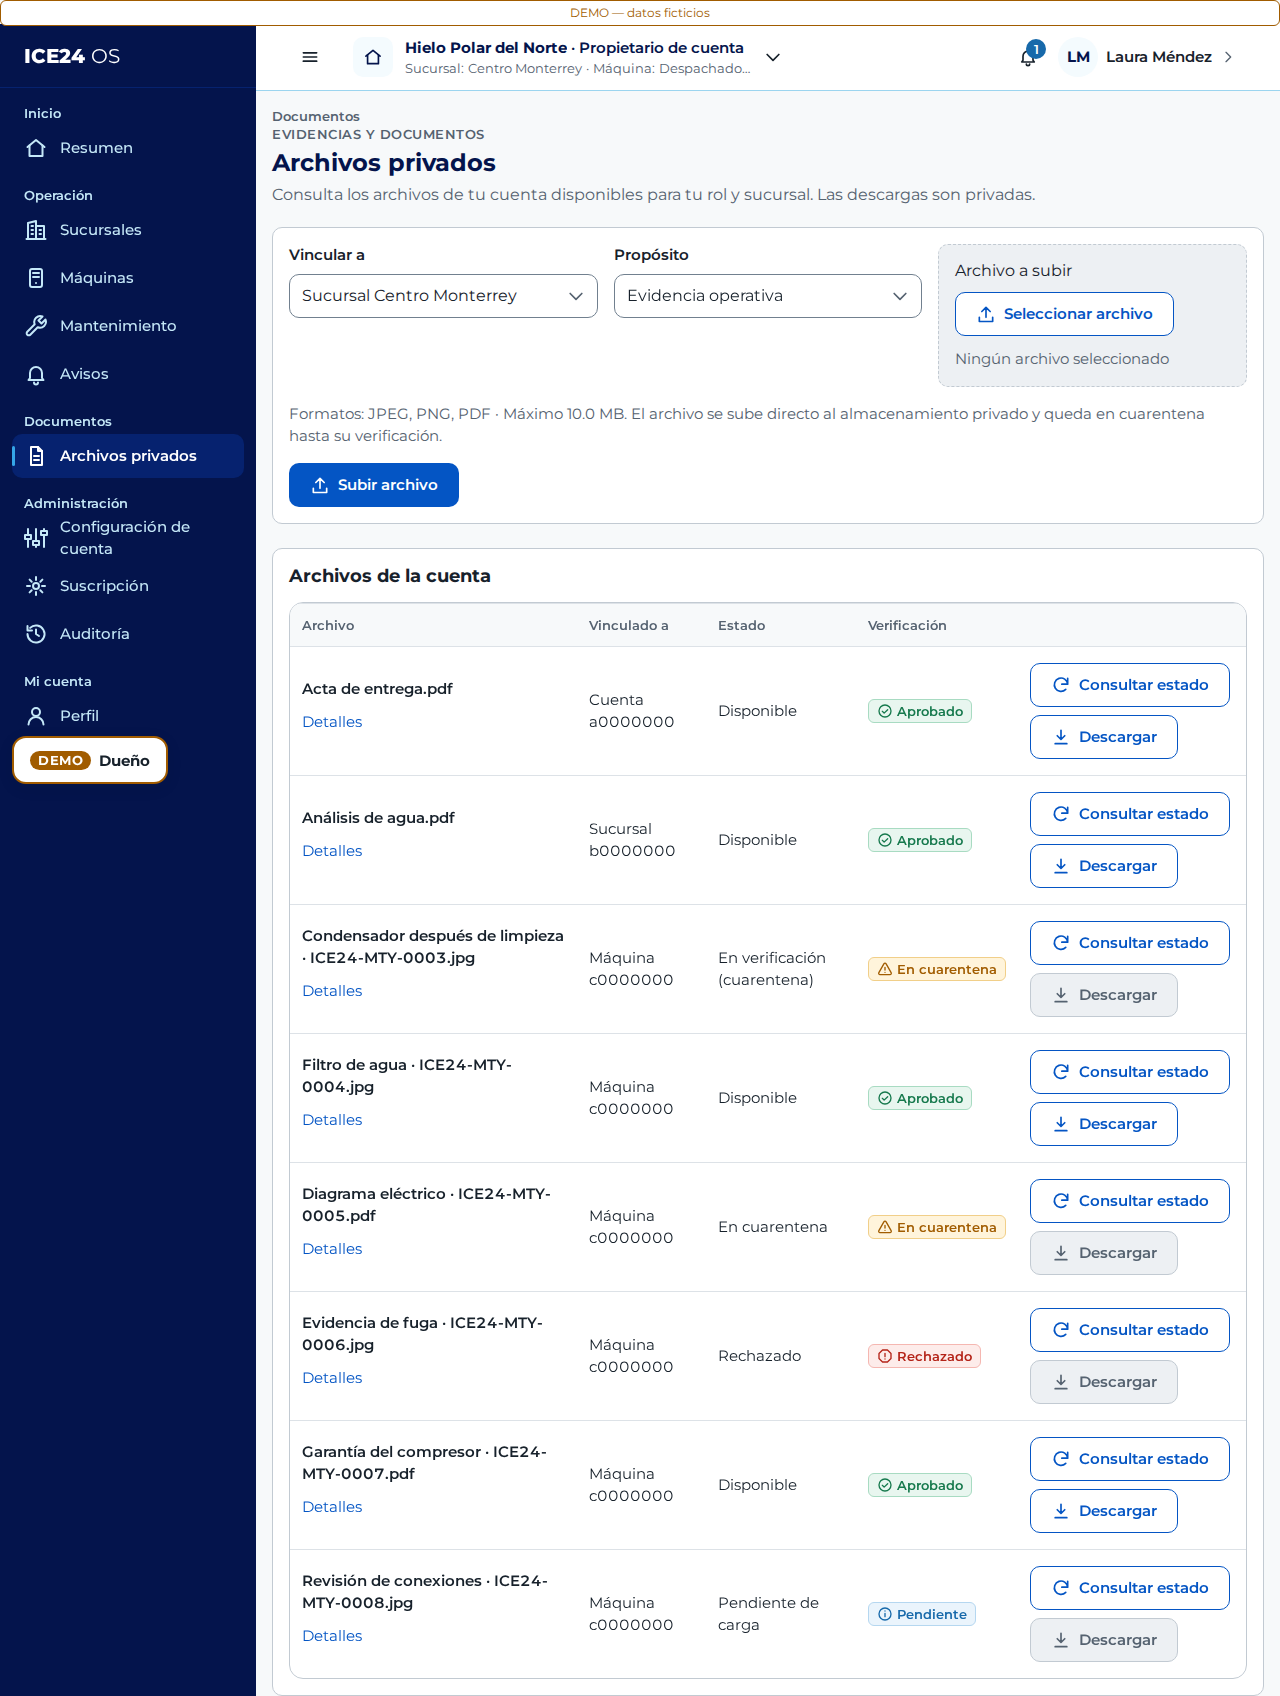 DEMO — datos ficticios
ICE24 OS
Inicio
Resumen
Operación
Sucursales
Máquinas
Mantenimiento
Avisos
Documentos
Archivos privados
Administración
Configuración de
cuenta
Suscripción
Auditoría
Mi cuenta
Perfil
DEMO Dueño
Hielo Polar del Norte · Propietario de cuenta
Sucursal: Centro Monterrey · Máquina: Despachado...
1
LM Laura Méndez
Documentos
EVIDENCIAS Y DOCUMENTOS
Archivos privados
Consulta los archivos de tu cuenta disponibles para tu rol y sucursal. Las descargas son privadas.
Vincular a
Sucursal Centro Monterrey
Propósito
Evidencia operativa
Archivo a subir
Seleccionar archivo
Ningún archivo seleccionado
Formatos: JPEG, PNG, PDF · Máximo 10.0 MB. El archivo se sube directo al almacenamiento privado y queda en cuarentena
hasta su verificación.
Subir archivo
Archivos de la cuenta
Archivo Vinculado a Estado Verificación
Acta de entrega.pdf
Detalles
Cuenta
a0000000
Disponible
Aprobado
Consultar estado
Descargar
Análisis de agua.pdf
Detalles
Sucursal
b0000000
Disponible
Aprobado
Consultar estado
Descargar
Condensador después de limpieza
· ICE24-MTY-0003.jpg
Detalles
Máquina
c0000000
En verificación
(cuarentena)
En cuarentena
Consultar estado
Descargar
Filtro de agua · ICE24-MTY-
0004.jpg
Detalles
Máquina
c0000000
Disponible
Aprobado
Consultar estado
Descargar
Diagrama eléctrico · ICE24-MTY-
0005.pdf
Detalles
Máquina
c0000000
En cuarentena
En cuarentena
Consultar estado
Descargar
Evidencia de fuga · ICE24-MTY-
0006.jpg
Detalles
Máquina
c0000000
Rechazado
Rechazado
Consultar estado
Descargar
Garantía del compresor · ICE24-
MTY-0007.pdf
Detalles
Máquina
c0000000
Disponible
Aprobado
Consultar estado
Descargar
Revisión de conexiones · ICE24-
MTY-0008.jpg
Detalles
Máquina
c0000000
Pendiente de
carga
Pendiente
Consultar estado
Descargar